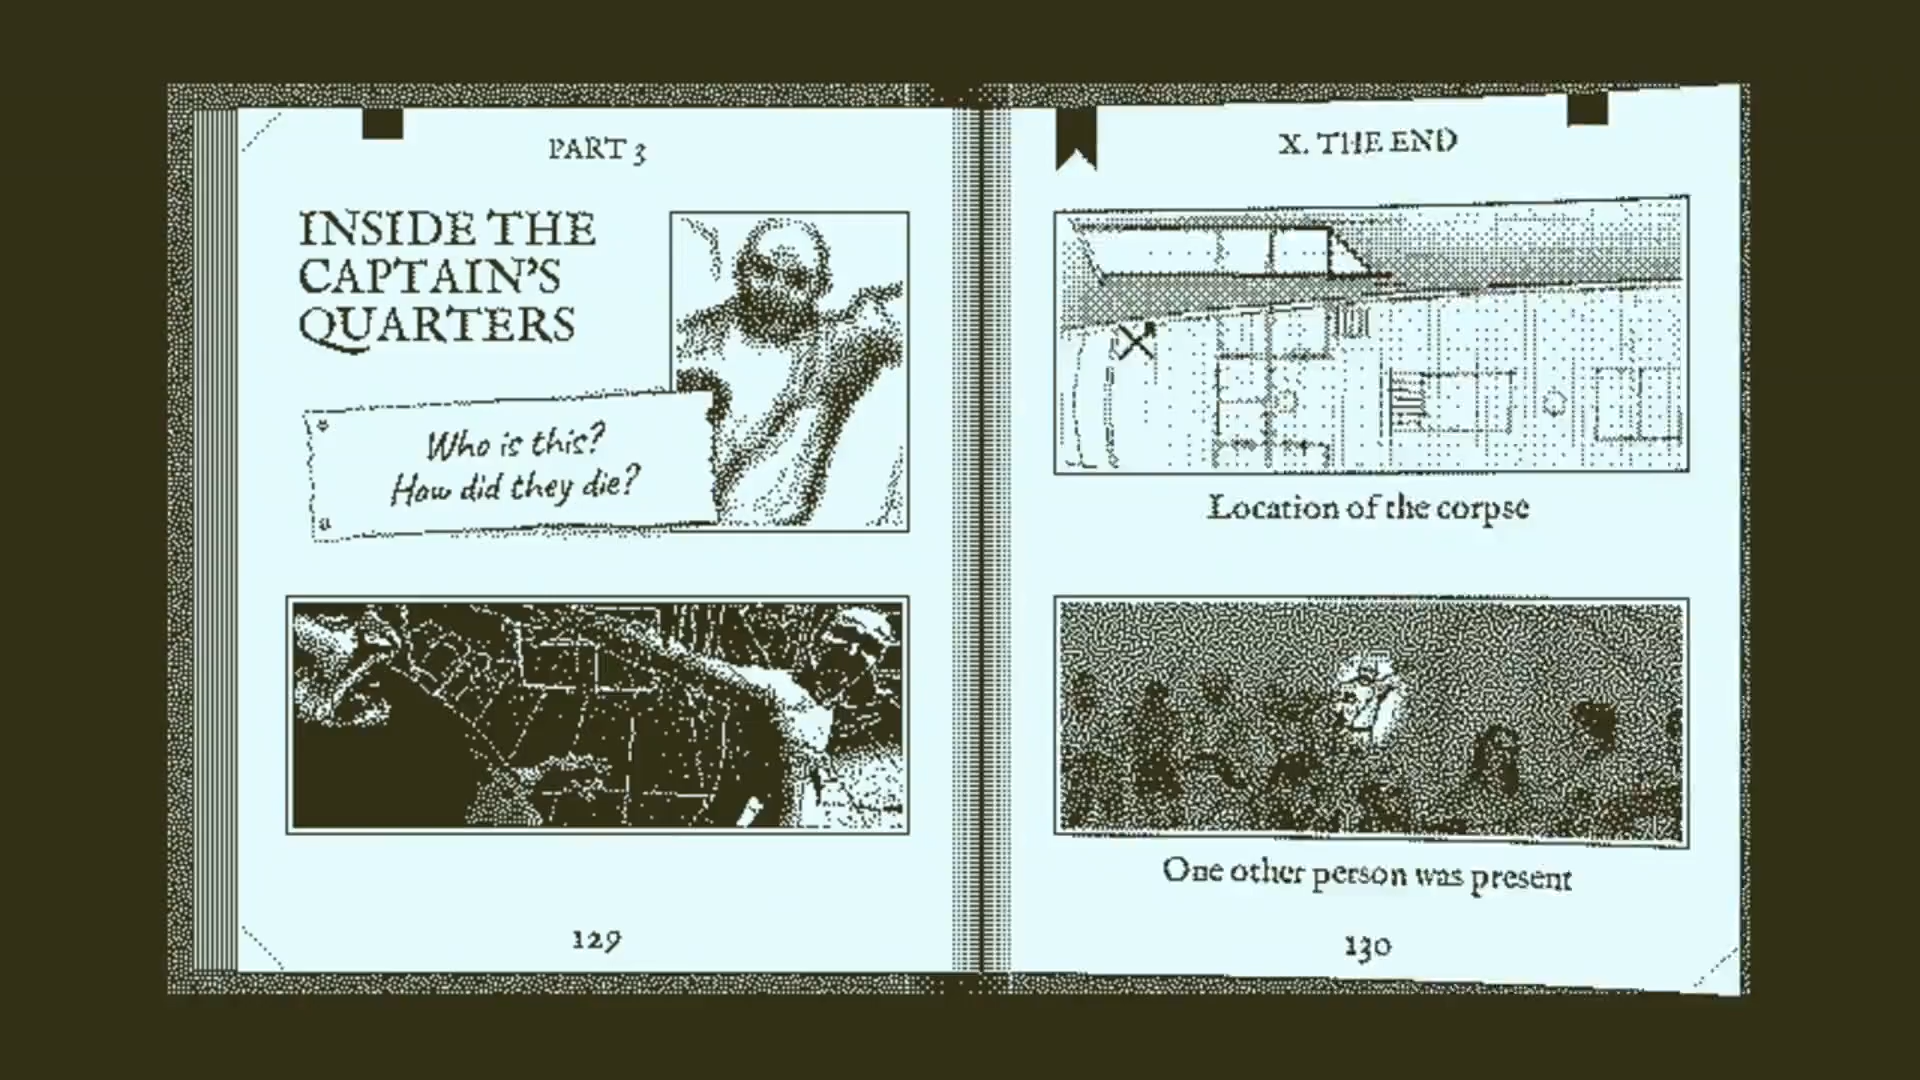 PART 3
INSIDE THE
CAPTAIN'S
QUARTERS
Who is this?
How did they die?
129
X. THE END
Location of the corpse
One other person was present
130